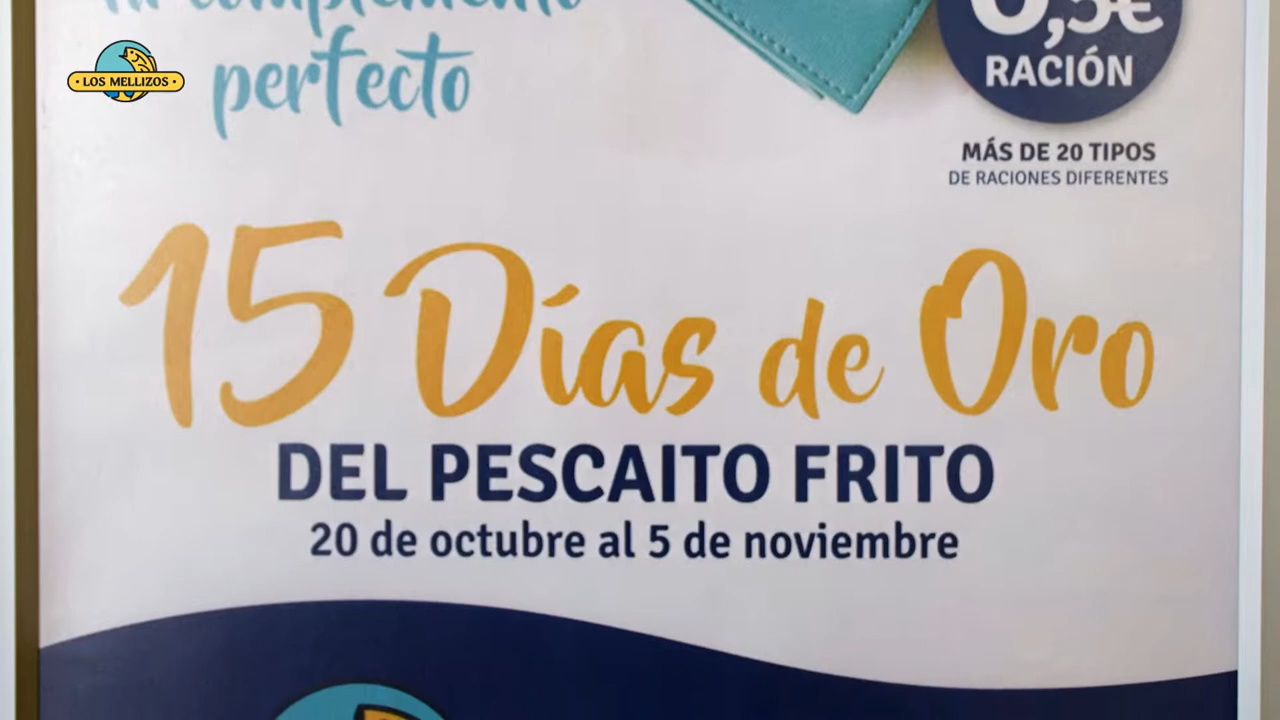 complemento
perfecto
· LOS MELLIZOS ·
RACIÓN
MÁS DE 20 TIPOS
DE RACIONES DIFERENTES
15 Días de Oro
DEL PESCAITO FRITO
20 de octubre al 5 de noviembre